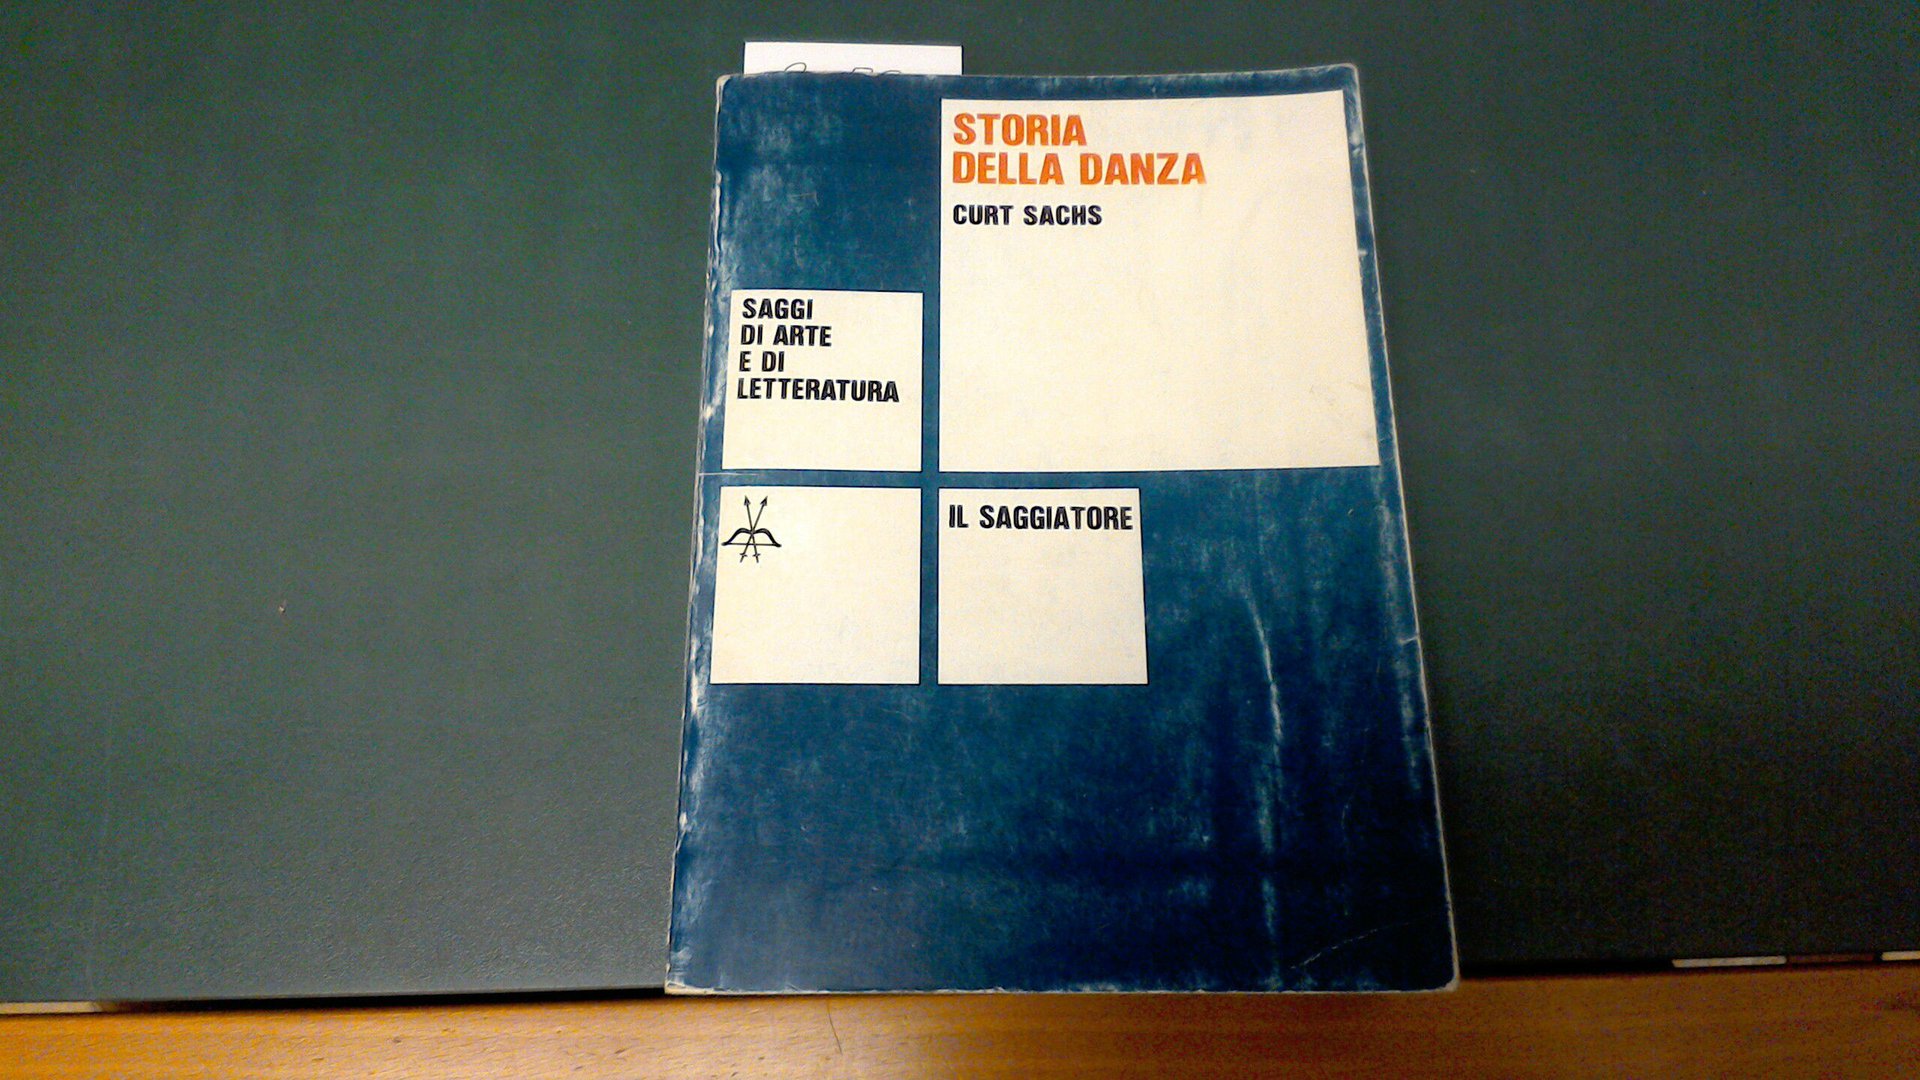 STORIA
DELLA DANZA
CURT SACHS
SAGGI
DI ARTE
E DI
LETTERATURA
IL SAGGIATORE